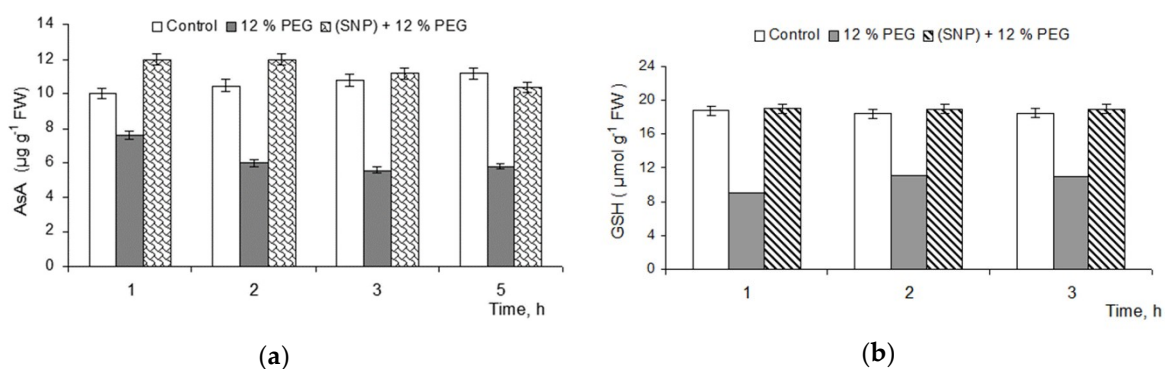 Control 12 % PEG (SNP) + 12 % PEG
14
12
10
8
6
4
2
0
AsA (µg g⁻¹ FW)
1 2 3 5
Time, h
(a)
Control 12 % PEG (SNP) + 12 % PEG
24
20
16
12
8
4
0
GSH ( µmol g⁻¹ FW)
1 2 3
Time, h
(b)